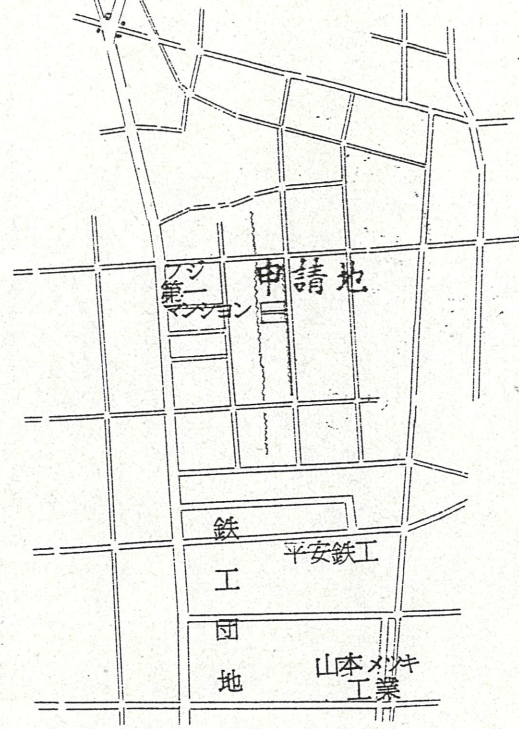 フジ
第一
マンション
申請地
鉄工団地
平安鉄工
山本メッキ
工業